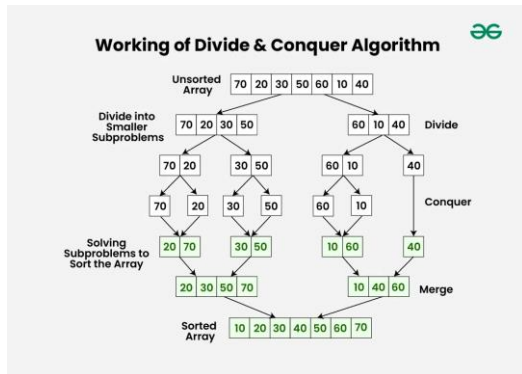 Working of Divide & Conquer Algorithm
Unsorted
Array
70 20 30 50 60 10 40
Divide into
Smaller
Subproblems
70 20 30 50
60 10 40
Divide
70 20
30 50
60 10
40
70
20
30
50
60
10
Conquer
Solving
Subproblems to
Sort the Array
20 70
30 50
10 60
40
20 30 50 70
10 40 60
Merge
Sorted
Array
10 20 30 40 50 60 70